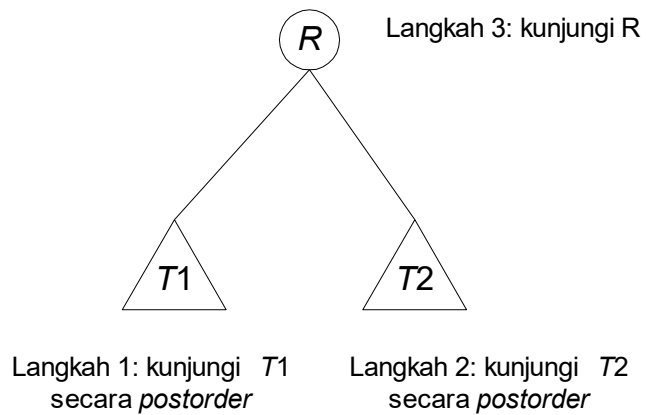 R
Langkah 3: kunjungi R
T1
T2
Langkah 1: kunjungi T1
secara postorder
Langkah 2: kunjungi T2
secara postorder